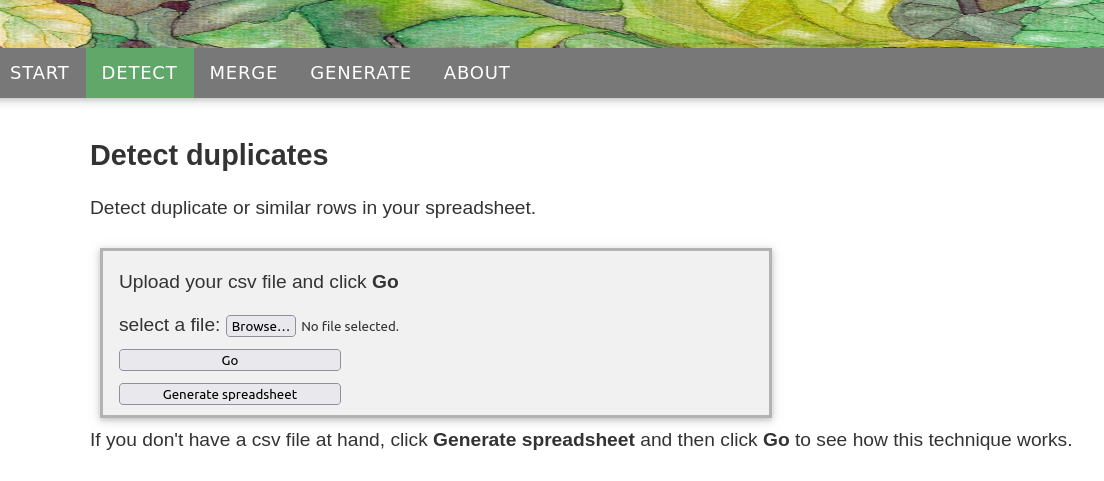 START DETECT MERGE GENERATE ABOUT
Detect duplicates
Detect duplicate or similar rows in your spreadsheet.
Upload your csv file and click Go
select a file: Browse... No file selected.
Go
Generate spreadsheet
If you don't have a csv file at hand, click Generate spreadsheet and then click Go to see how this technique works.